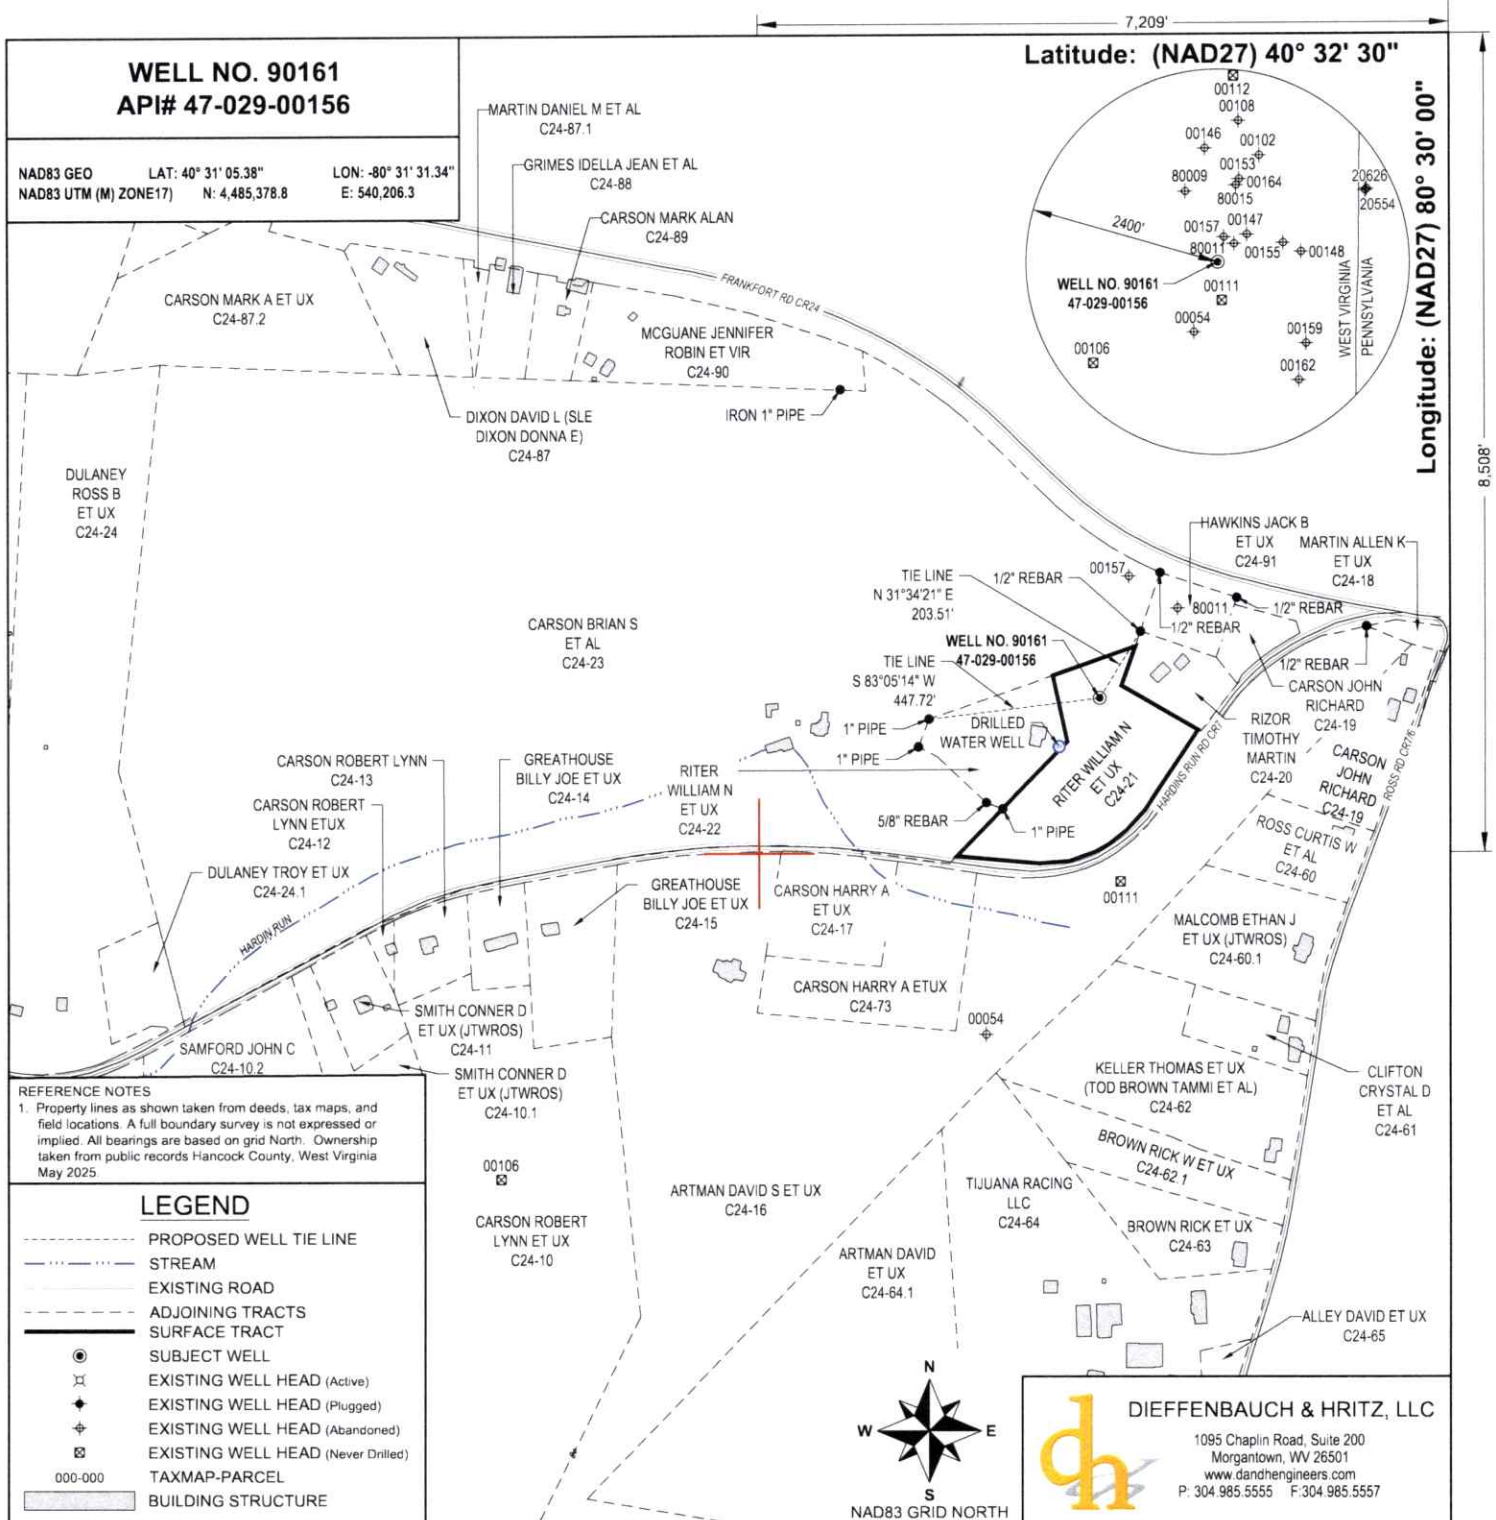 7,209'
WELL NO. 90161
API# 47-029-00156
NAD83 GEO LAT: 40° 31' 05.38" LON: -80° 31' 31.34"
NAD83 UTM (M) ZONE17) N: 4,485,378.8 E: 540,206.3
Latitude: (NAD27) 40° 32' 30"
Longitude: (NAD27) 80° 30' 00"
8,508'
00112
00108
00146
00102
00153
80009
00164
80015
20626
20554
2400'
00157
00147
80011
00155
00148
WELL NO. 90161
47-029-00156
00111
00054
00159
00106
00162
WEST VIRGINIA
PENNSYLVANIA
MARTIN DANIEL M ET AL
C24-87.1
GRIMES IDELLA JEAN ET AL
C24-88
CARSON MARK ALAN
C24-89
FRANKFORT RD CR24
CARSON MARK A ET UX
C24-87.2
MCGUANE JENNIFER
ROBIN ET VIR
C24-90
DIXON DAVID L (SLE
DIXON DONNA E)
C24-87
IRON 1" PIPE
DULANEY
ROSS B
ET UX
C24-24
HAWKINS JACK B
ET UX
C24-91
MARTIN ALLEN K
ET UX
C24-18
TIE LINE
N 31°34'21" E
203.51'
1/2" REBAR
00157
80011
1/2" REBAR
1/2" REBAR
CARSON BRIAN S
ET AL
C24-23
WELL NO. 90161
47-029-00156
TIE LINE
S 83°05'14" W
447.72'
1/2" REBAR
CARSON JOHN
RICHARD
C24-19
1" PIPE
DRILLED
WATER WELL
1" PIPE
RIZOR
TIMOTHY
MARTIN
C24-20
CARSON
JOHN
RICHARD
C24-19
ROSS RD CR7/6
HARDINS RUN RD CR7
RITER WILLIAM N
ET UX
C24-21
CARSON ROBERT LYNN
C24-13
GREATHOUSE
BILLY JOE ET UX
C24-14
RITER
WILLIAM N
ET UX
C24-22
CARSON ROBERT
LYNN ETUX
C24-12
5/8" REBAR
1" PIPE
ROSS CURTIS W
ET AL
C24-60
DULANEY TROY ET UX
C24-24.1
HARDIN RUN
GREATHOUSE
BILLY JOE ET UX
C24-15
CARSON HARRY A
ET UX
C24-17
00111
MALCOMB ETHAN J
ET UX (JTWROS)
C24-60.1
CARSON HARRY A ETUX
C24-73
00054
SMITH CONNER D
ET UX (JTWROS)
C24-11
SAMFORD JOHN C
C24-10.2
SMITH CONNER D
ET UX (JTWROS)
C24-10.1
KELLER THOMAS ET UX
(TOD BROWN TAMMI ET AL)
C24-62
CLIFTON
CRYSTAL D
ET AL
C24-61
BROWN RICK W ET UX
C24-62.1
REFERENCE NOTES
1. Property lines as shown taken from deeds, tax maps, and
field locations. A full boundary survey is not expressed or
implied. All bearings are based on grid North. Ownership
taken from public records Hancock County, West Virginia
May 2025.
00106
CARSON ROBERT
LYNN ET UX
C24-10
ARTMAN DAVID S ET UX
C24-16
TIJUANA RACING
LLC
C24-64
BROWN RICK ET UX
C24-63
ARTMAN DAVID
ET UX
C24-64.1
ALLEY DAVID ET UX
C24-65
LEGEND
PROPOSED WELL TIE LINE
STREAM
EXISTING ROAD
ADJOINING TRACTS
SURFACE TRACT
SUBJECT WELL
EXISTING WELL HEAD (Active)
EXISTING WELL HEAD (Plugged)
EXISTING WELL HEAD (Abandoned)
EXISTING WELL HEAD (Never Drilled)
000-000 TAXMAP-PARCEL
BUILDING STRUCTURE
N
W E
S
NAD83 GRID NORTH
dh
DIEFFENBAUCH & HRITZ, LLC
1095 Chaplin Road, Suite 200
Morgantown, WV 26501
www.dandhengineers.com
P: 304.985.5555 F:304.985.5557